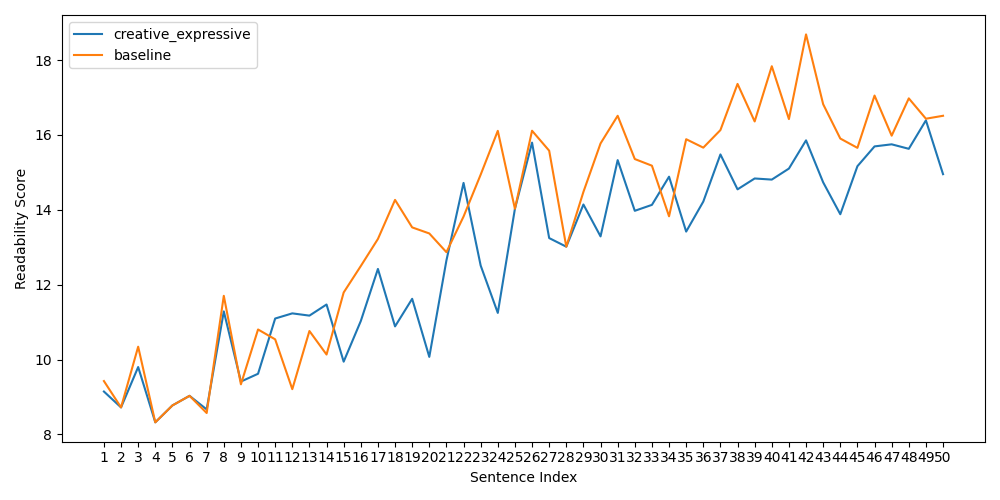 creative_expressive
baseline
Readability Score
18
16
14
12
10
8
1 2 3 4 5 6 7 8 9 10 11 12 13 14 15 16 17 18 19 20 21 22 23 24 25 26 27 28 29 30 31 32 33 34 35 36 37 38 39 40 41 42 43 44 45 46 47 48 49 50
Sentence Index